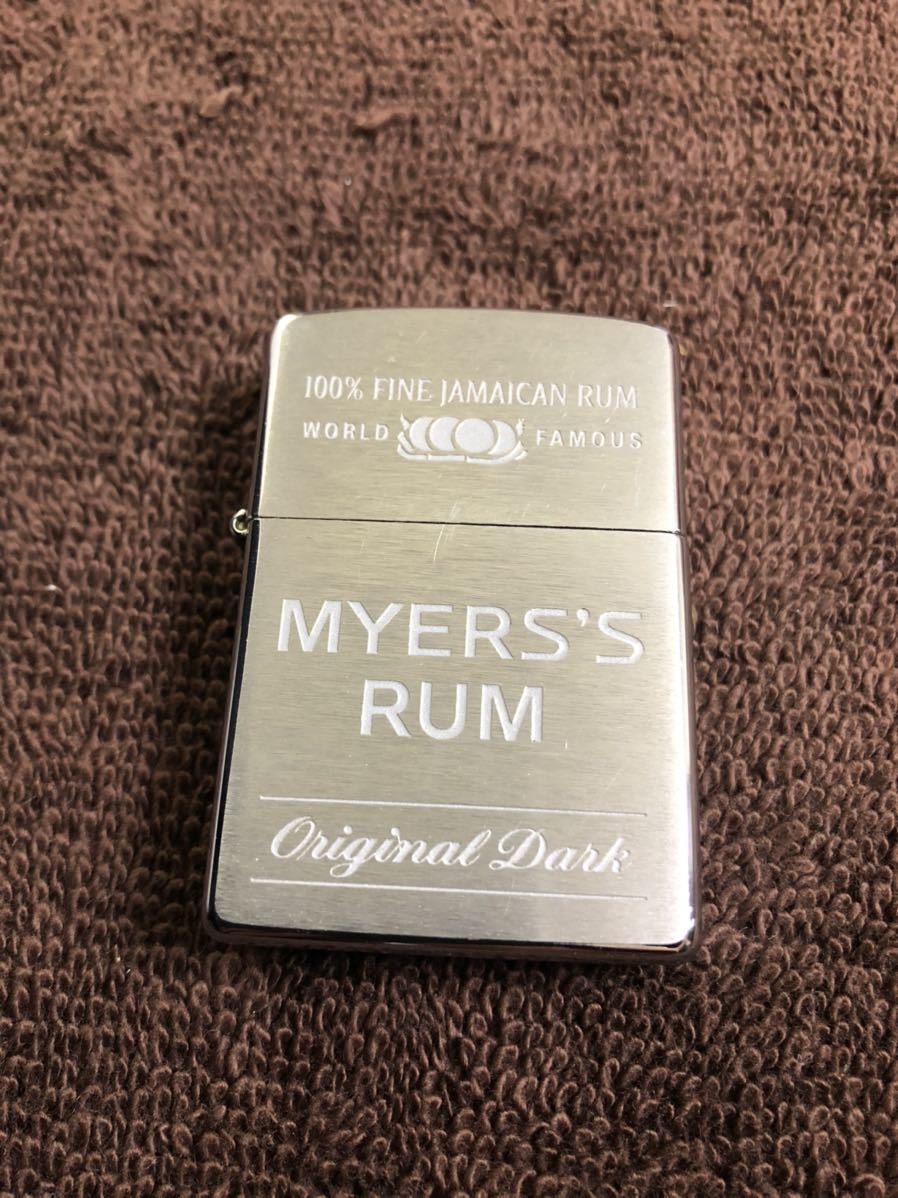 100% FINE JAMAICAN RUM
WORLD FAMOUS
MYERS'S
RUM
Original Dark